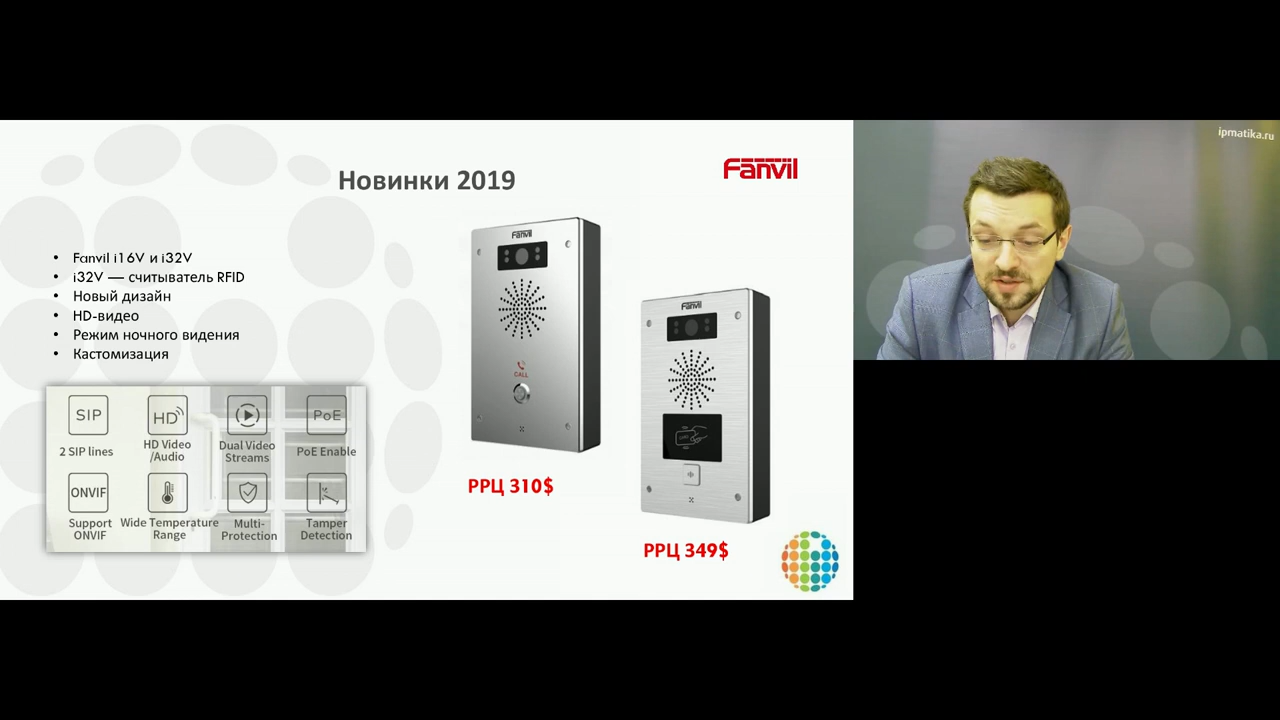 Новинки 2019
Fanvil
ipmatika.ru
• Fanvil i16V и i32V
• i32V — считыватель RFID
• Новый дизайн
• HD-видео
• Режим ночного видения
• Кастомизация
SIP
HD
PoE
2 SIP lines
HD Video
/Audio
Dual Video
Streams
PoE Enable
ONVIF
Support
ONVIF
Wide Temperature
Range
Multi-
Protection
Tamper
Detection
Fanvil
CALL
РРЦ 310$
Fanvil
РРЦ 349$